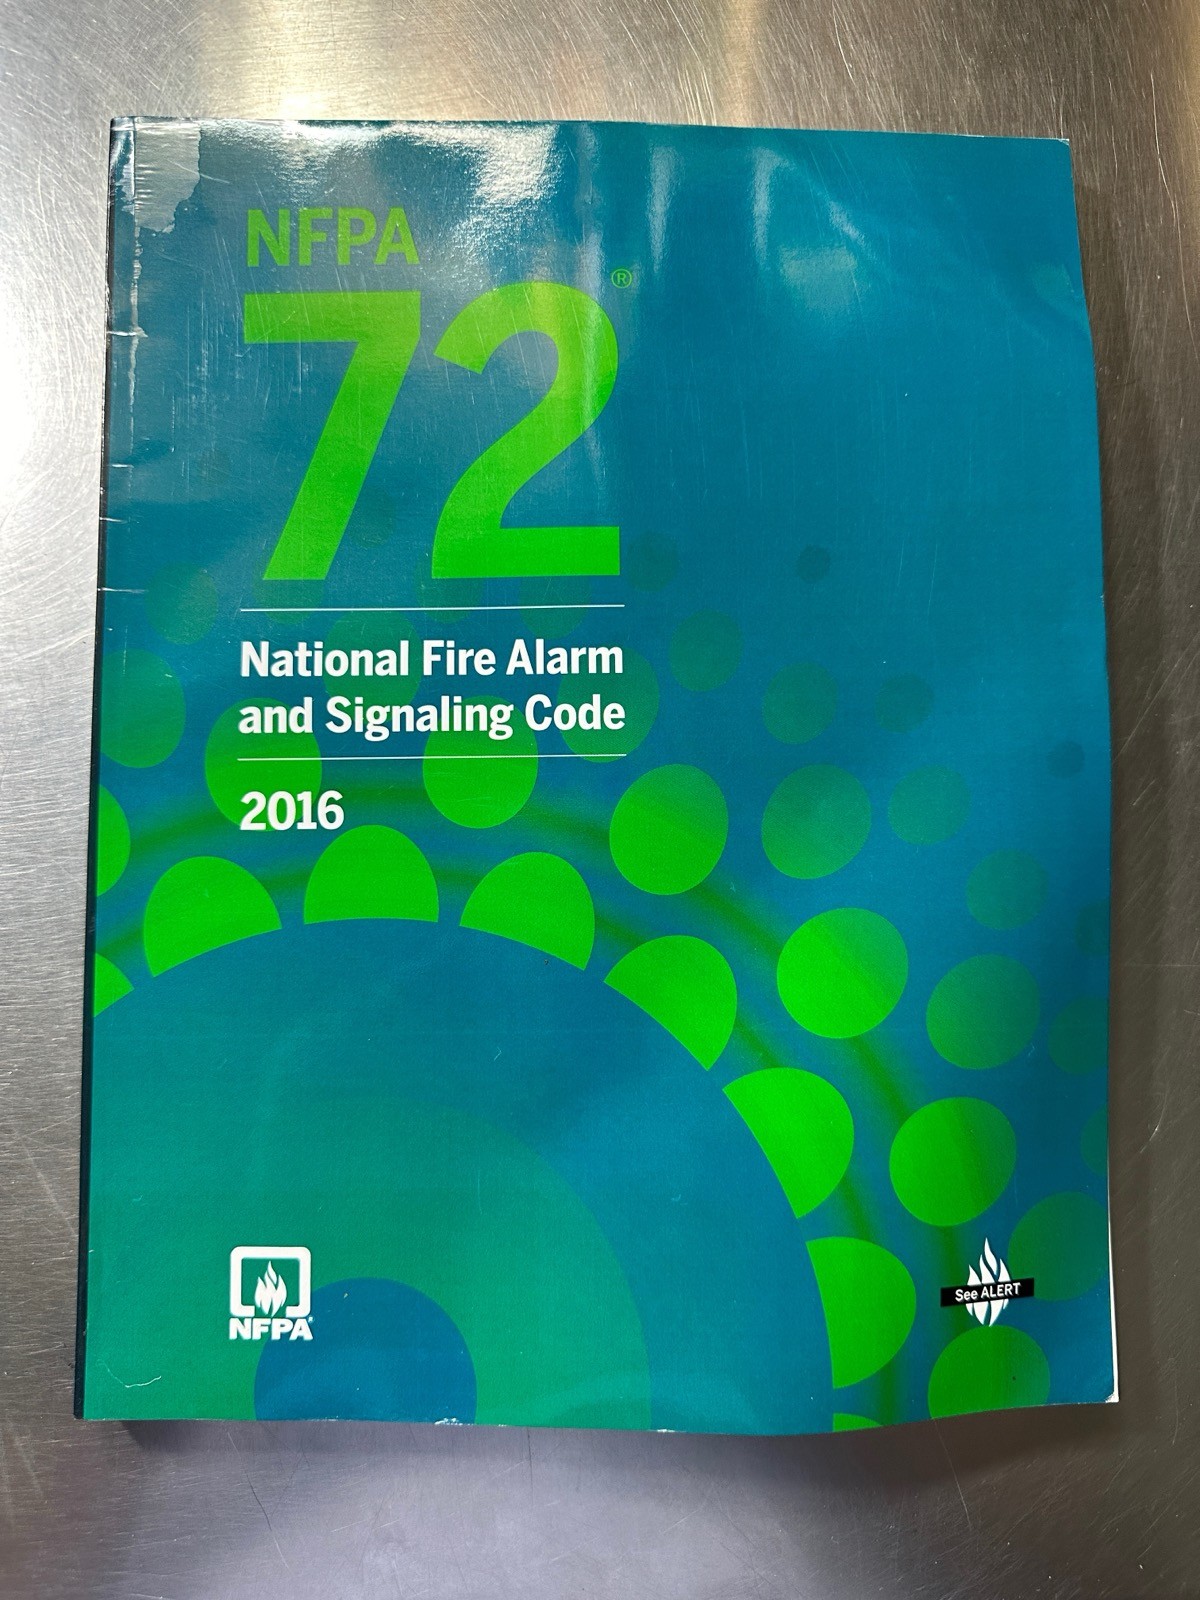 NFPA
72®
National Fire Alarm
and Signaling Code
2016
NFPA®
See ALERT